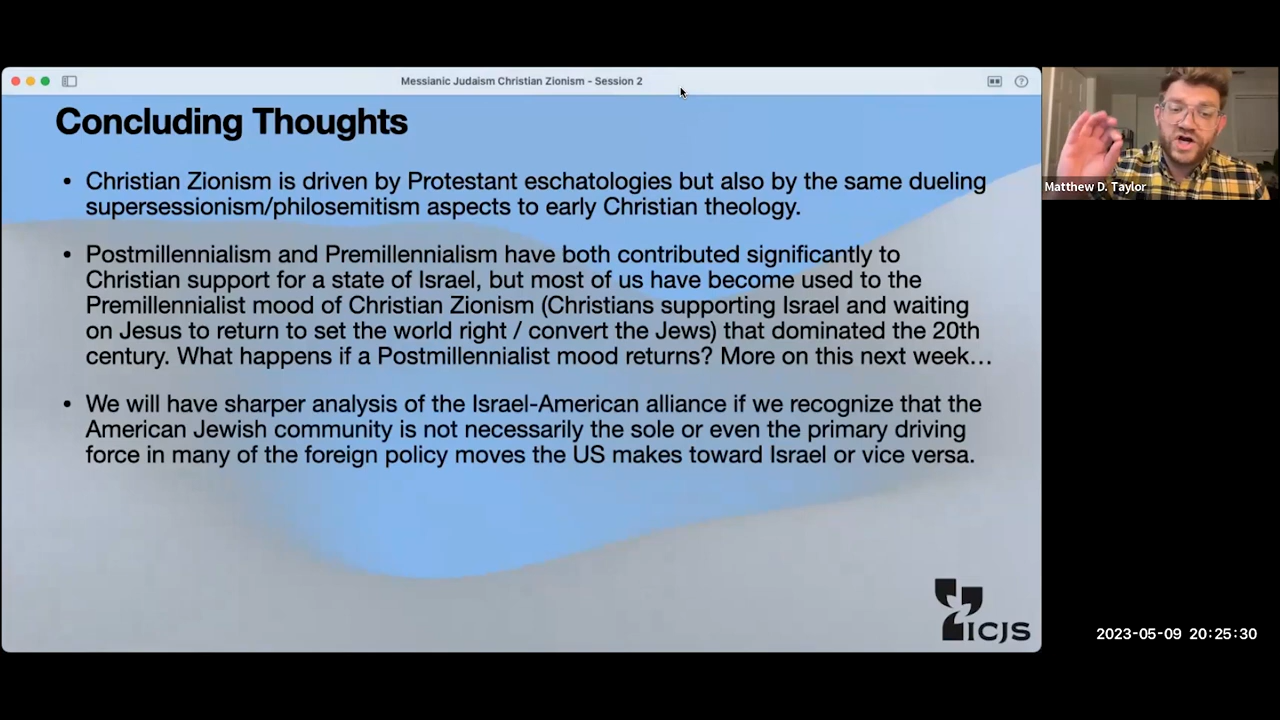 Messianic Judaism Christian Zionism - Session 2
Concluding Thoughts
• Christian Zionism is driven by Protestant eschatologies but also by the same dueling
supersessionism/philosemitism aspects to early Christian theology.
• Postmillennialism and Premillennialism have both contributed significantly to
Christian support for a state of Israel, but most of us have become used to the
Premillennialist mood of Christian Zionism (Christians supporting Israel and waiting
on Jesus to return to set the world right / convert the Jews) that dominated the 20th
century. What happens if a Postmillennialist mood returns? More on this next week…
• We will have sharper analysis of the Israel-American alliance if we recognize that the
American Jewish community is not necessarily the sole or even the primary driving
force in many of the foreign policy moves the US makes toward Israel or vice versa.
ICJS
Matthew D. Taylor
2023-05-09 20:25:30